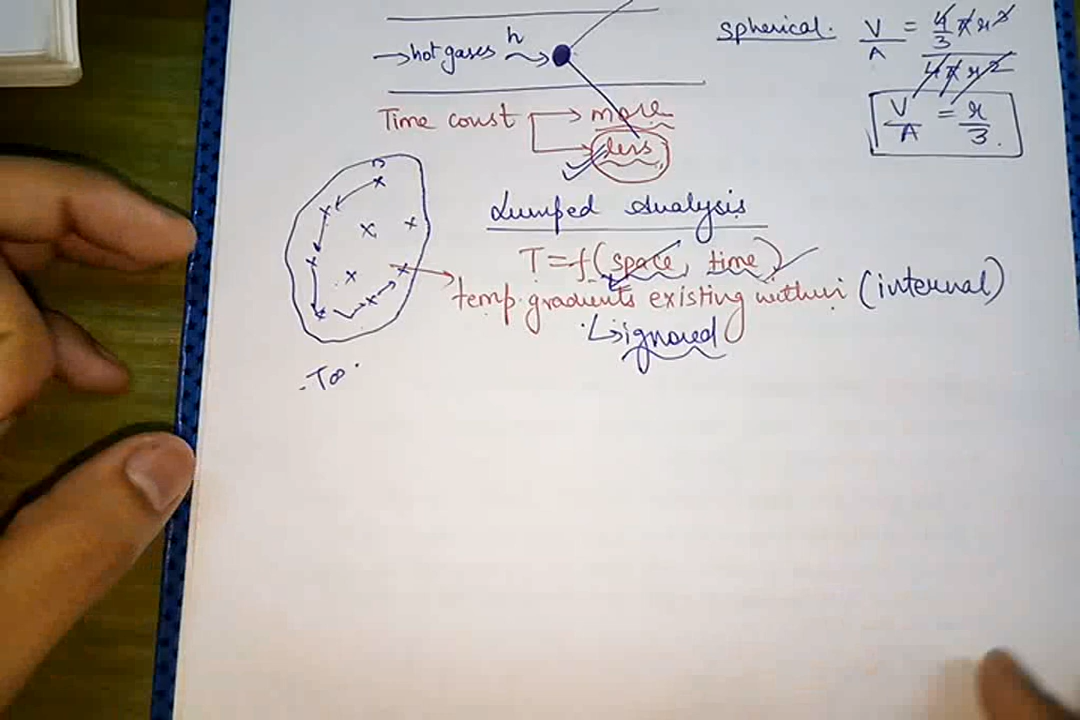 →hot gases h
Time const → more
→ less
spherical. V/A = 4/3 π r³ / 4 π r²
V/A = r/3.
Lumped Analysis
T = f(space, time)
→ temp. gradients existing within (internal)
↳ ignored
T∞